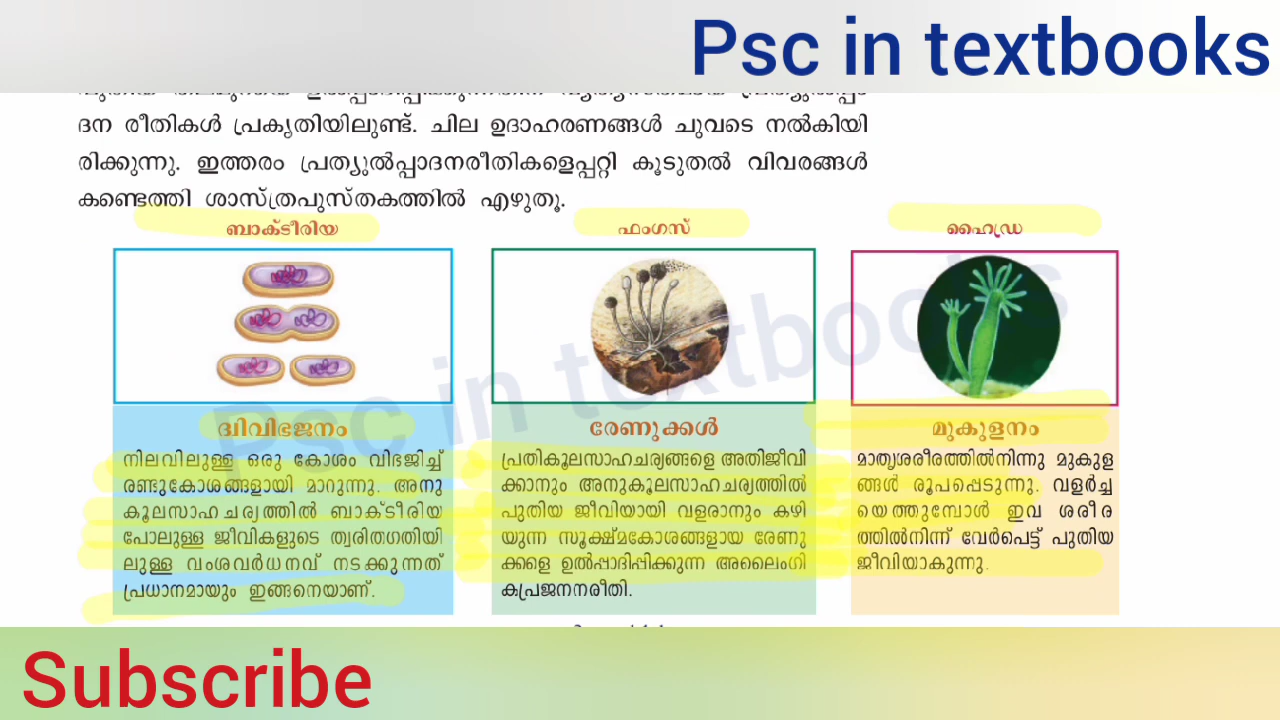 Psc in textbooks
ദന രീതികൾ പ്രകൃതിയിലുണ്ട്. ചില ഉദാഹരണങ്ങൾ ചുവടെ നൽകിയി
രിക്കുന്നു. ഇത്തരം പ്രത്യുൽപ്പാദനരീതികളെപ്പറ്റി കൂടുതൽ വിവരങ്ങൾ
കണ്ടെത്തി ശാസ്ത്രപുസ്തകത്തിൽ എഴുതൂ.
ബാക്ടീരിയ
ദ്വിവിഭജനം
നിലവിലുള്ള ഒരു കോശം വിഭജിച്ച്
രണ്ടുകോശങ്ങളായി മാറുന്നു. അനു
കൂലസാഹചര്യത്തിൽ ബാക്ടീരിയ
പോലുള്ള ജീവികളുടെ ത്വരിതഗതിയി
ലുള്ള വംശവർധനവ് നടക്കുന്നത്
പ്രധാനമായും ഇങ്ങനെയാണ്.
ഫംഗസ്
രേണുക്കൾ
പ്രതികൂലസാഹചര്യങ്ങളെ അതിജീവി
ക്കാനും അനുകൂലസാഹചര്യത്തിൽ
പുതിയ ജീവിയായി വളരാനും കഴി
യുന്ന സൂക്ഷ്മകോശങ്ങളായ രേണു
ക്കളെ ഉൽപ്പാദിപ്പിക്കുന്ന അലൈംഗി
കപ്രജനനരീതി.
ഹൈഡ്ര
മുകുളനം
മാതൃശരീരത്തിൽനിന്നു മുകുള
ങ്ങൾ രൂപപ്പെടുന്നു. വളർച്ച
യെത്തുമ്പോൾ ഇവ ശരീര
ത്തിൽനിന്ന് വേർപെട്ട് പുതിയ
ജീവിയാകുന്നു.
Psc in textbooks
Subscribe